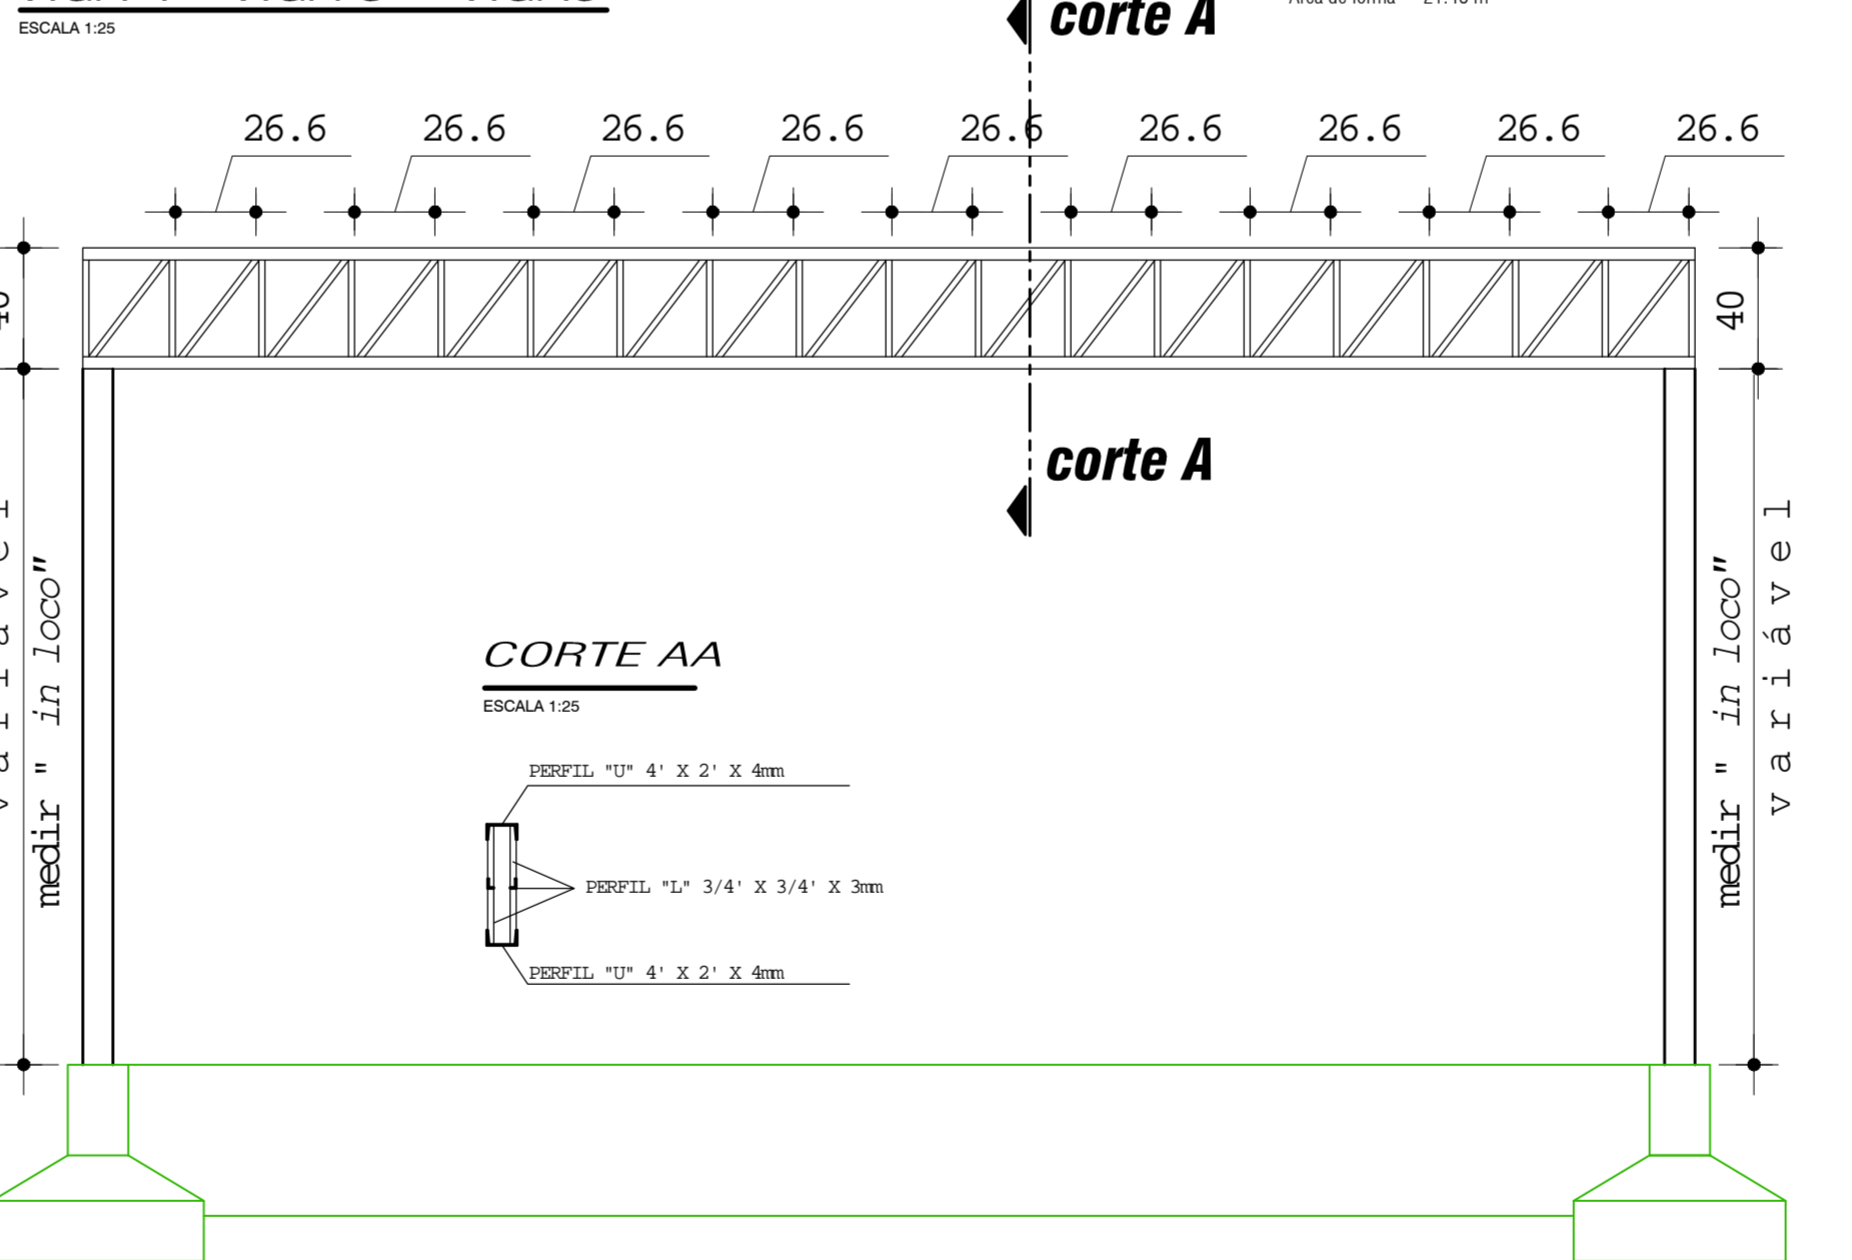 ESCALA 1:25
corte A
26.6 26.6 26.6 26.6 26.6 26.6 26.6 26.6 26.6
40
corte A
variável
medir " in loco"
medir " in loco"
variável
CORTE AA
ESCALA 1:25
PERFIL "U" 4' X 2' X 4mm
PERFIL "L" 3/4' X 3/4' X 3mm
PERFIL "U" 4' X 2' X 4mm